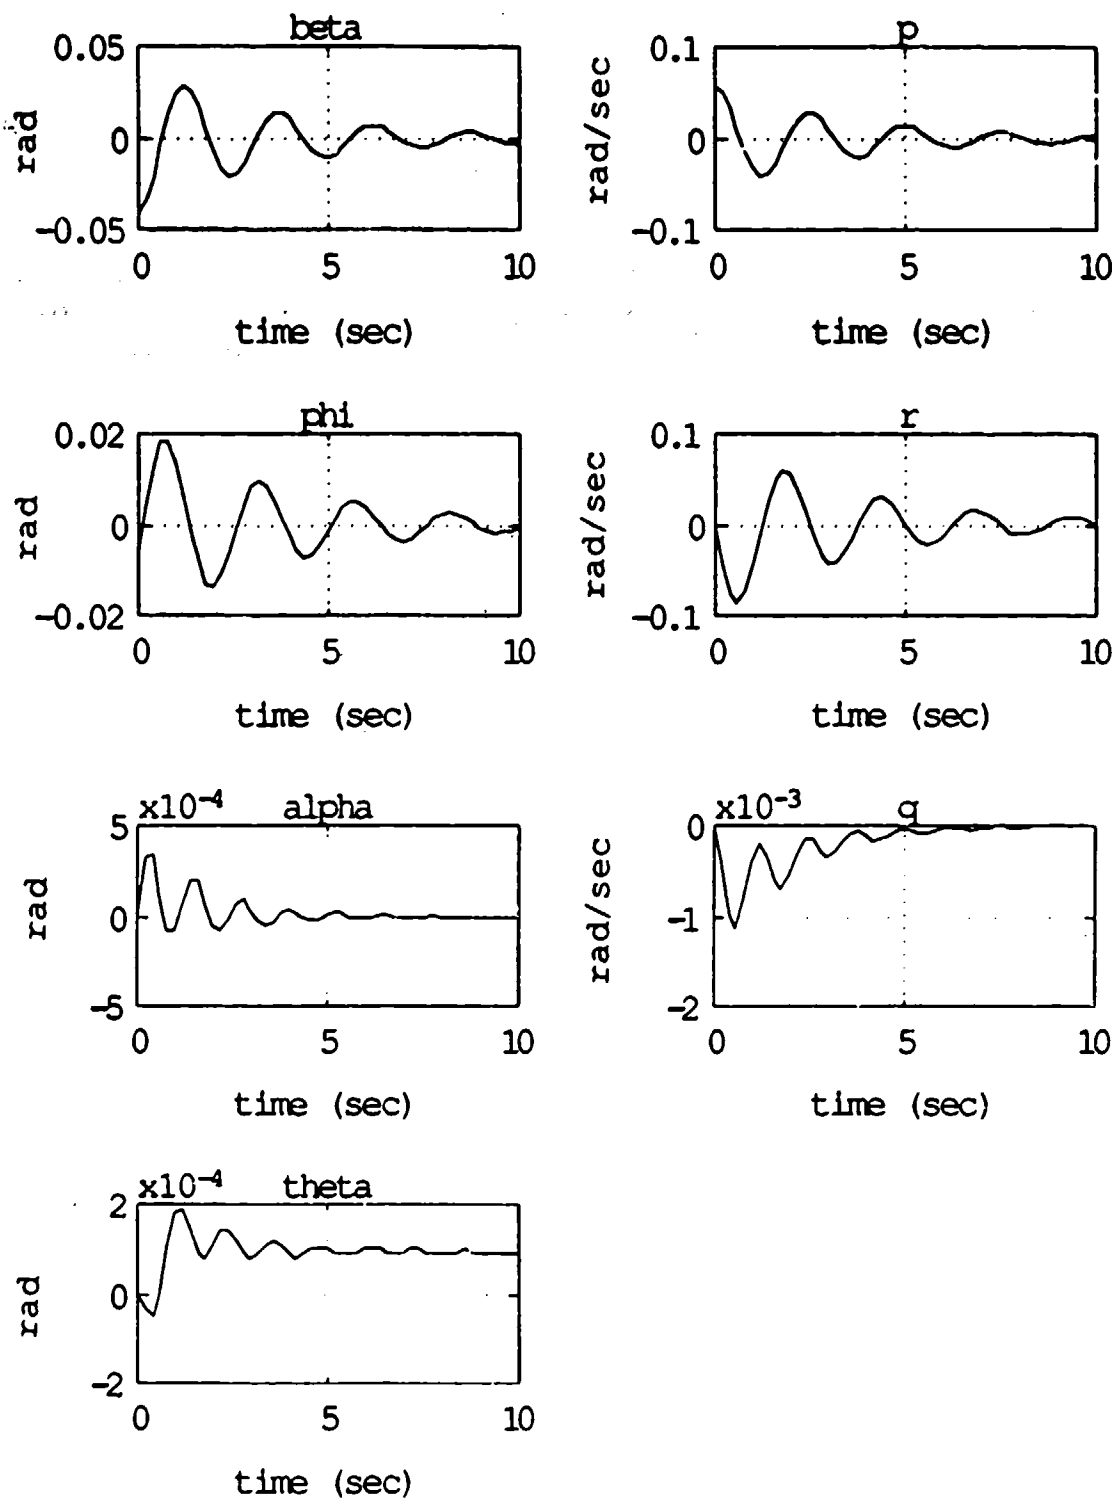 beta
0.05
0
-0.05
rad
0 5 10
time (sec)
p
0.1
0
-0.1
rad/sec
0 5 10
time (sec)
phi
0.02
0
-0.02
rad
0 5 10
time (sec)
r
0.1
0
-0.1
rad/sec
0 5 10
time (sec)
x10-4 alpha
5
0
-5
rad
0 5 10
time (sec)
x10-3 q
0
-1
-2
rad/sec
0 5 10
time (sec)
x10-4 theta
2
0
-2
rad
0 5 10
time (sec)